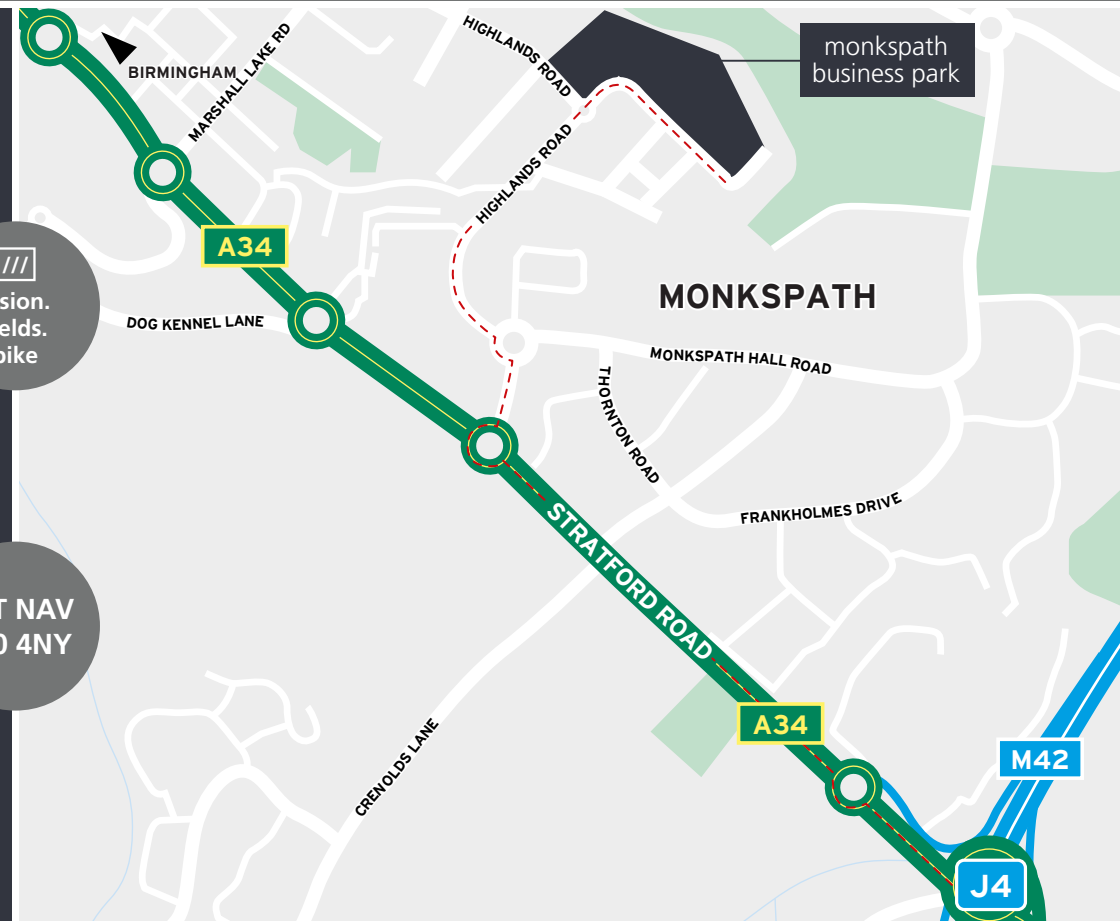 HIGHLANDS ROAD
monkspath
business park
BIRMINGHAM
MARSHALL LAKE RD
HIGHLANDS ROAD
A34
///
sion.
elds.
bike
DOG KENNEL LANE
MONKSPATH
MONKSPATH HALL ROAD
THORNTON ROAD
FRANKHOLMES DRIVE
STRATFORD ROAD
T NAV
0 4NY
A34
CRENOLDS LANE
M42
J4